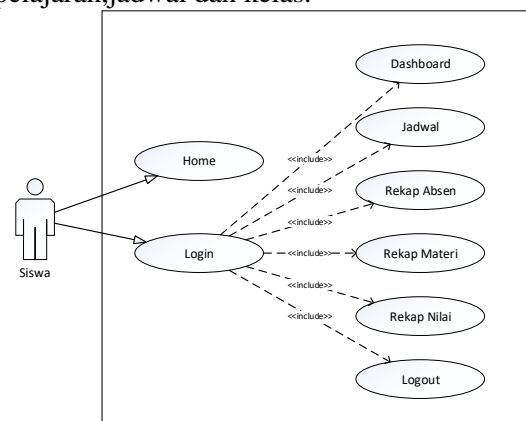 pelajaran,jadwal dan kelas.
Dashboard
Jadwal
Home
Rekap Absen
Login
Rekap Materi
Rekap Nilai
Logout
Siswa
<<include>>
<<include>>
<<include>>
<<include>>
<<include>>
<<include>>